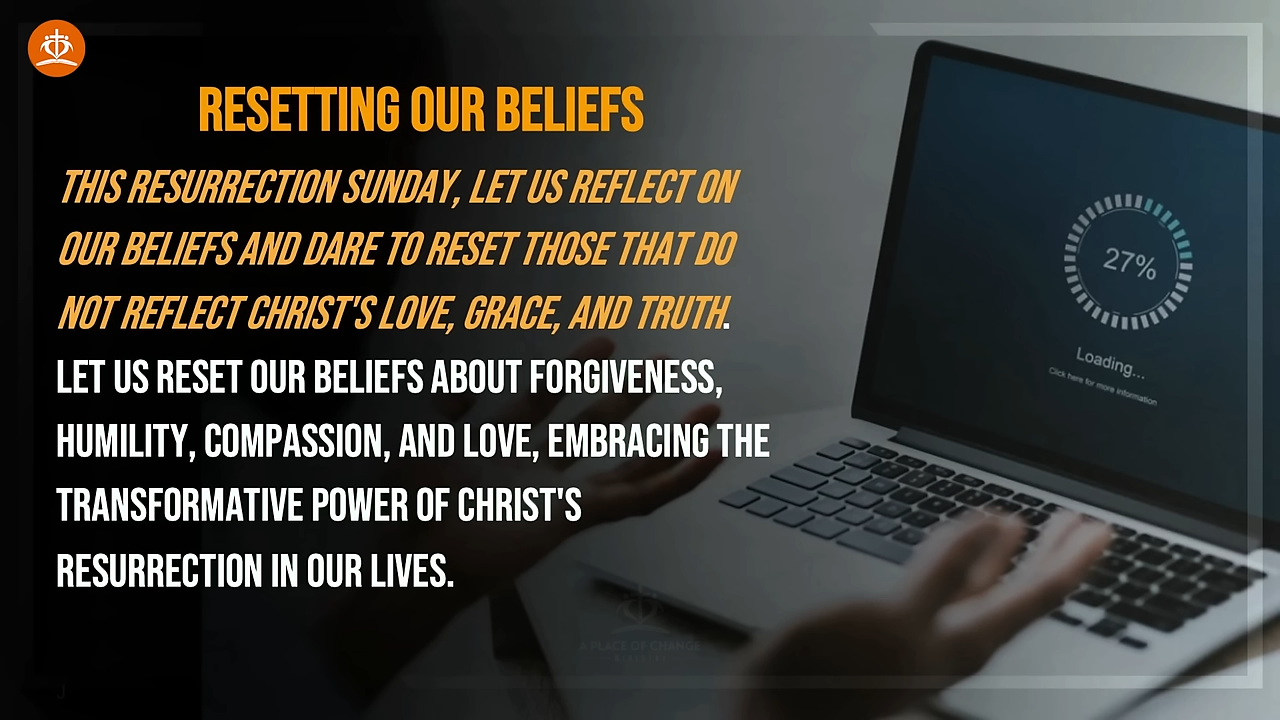 RESETTING OUR BELIEFS
THIS RESURRECTION SUNDAY, LET US REFLECT ON
OUR BELIEFS AND DARE TO RESET THOSE THAT DO
NOT REFLECT CHRIST'S LOVE, GRACE, AND TRUTH.
LET US RESET OUR BELIEFS ABOUT FORGIVENESS,
HUMILITY, COMPASSION, AND LOVE, EMBRACING THE
TRANSFORMATIVE POWER OF CHRIST'S
RESURRECTION IN OUR LIVES.
27%
Loading...
Click here for more information
A PLACE OF CHANGE